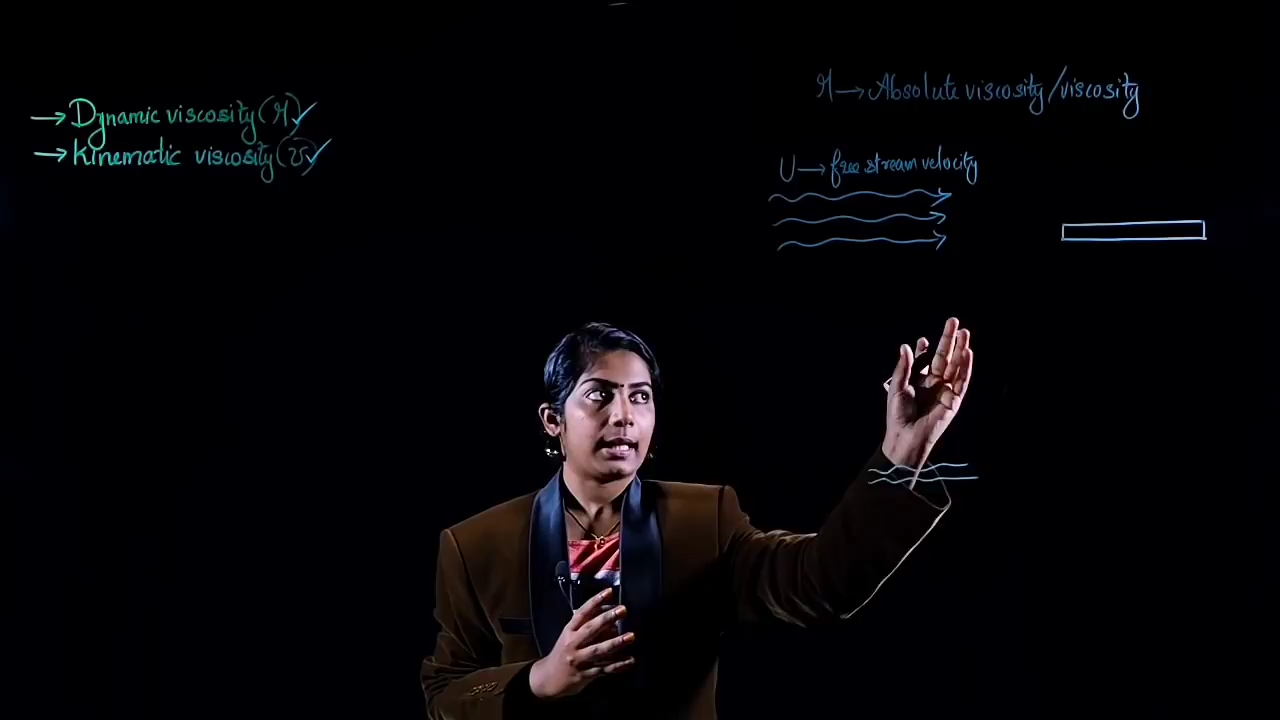 → Dynamic viscosity (μ) ✓
→ Kinematic viscosity (υ) ✓
μ → Absolute viscosity/viscosity
U → free stream velocity